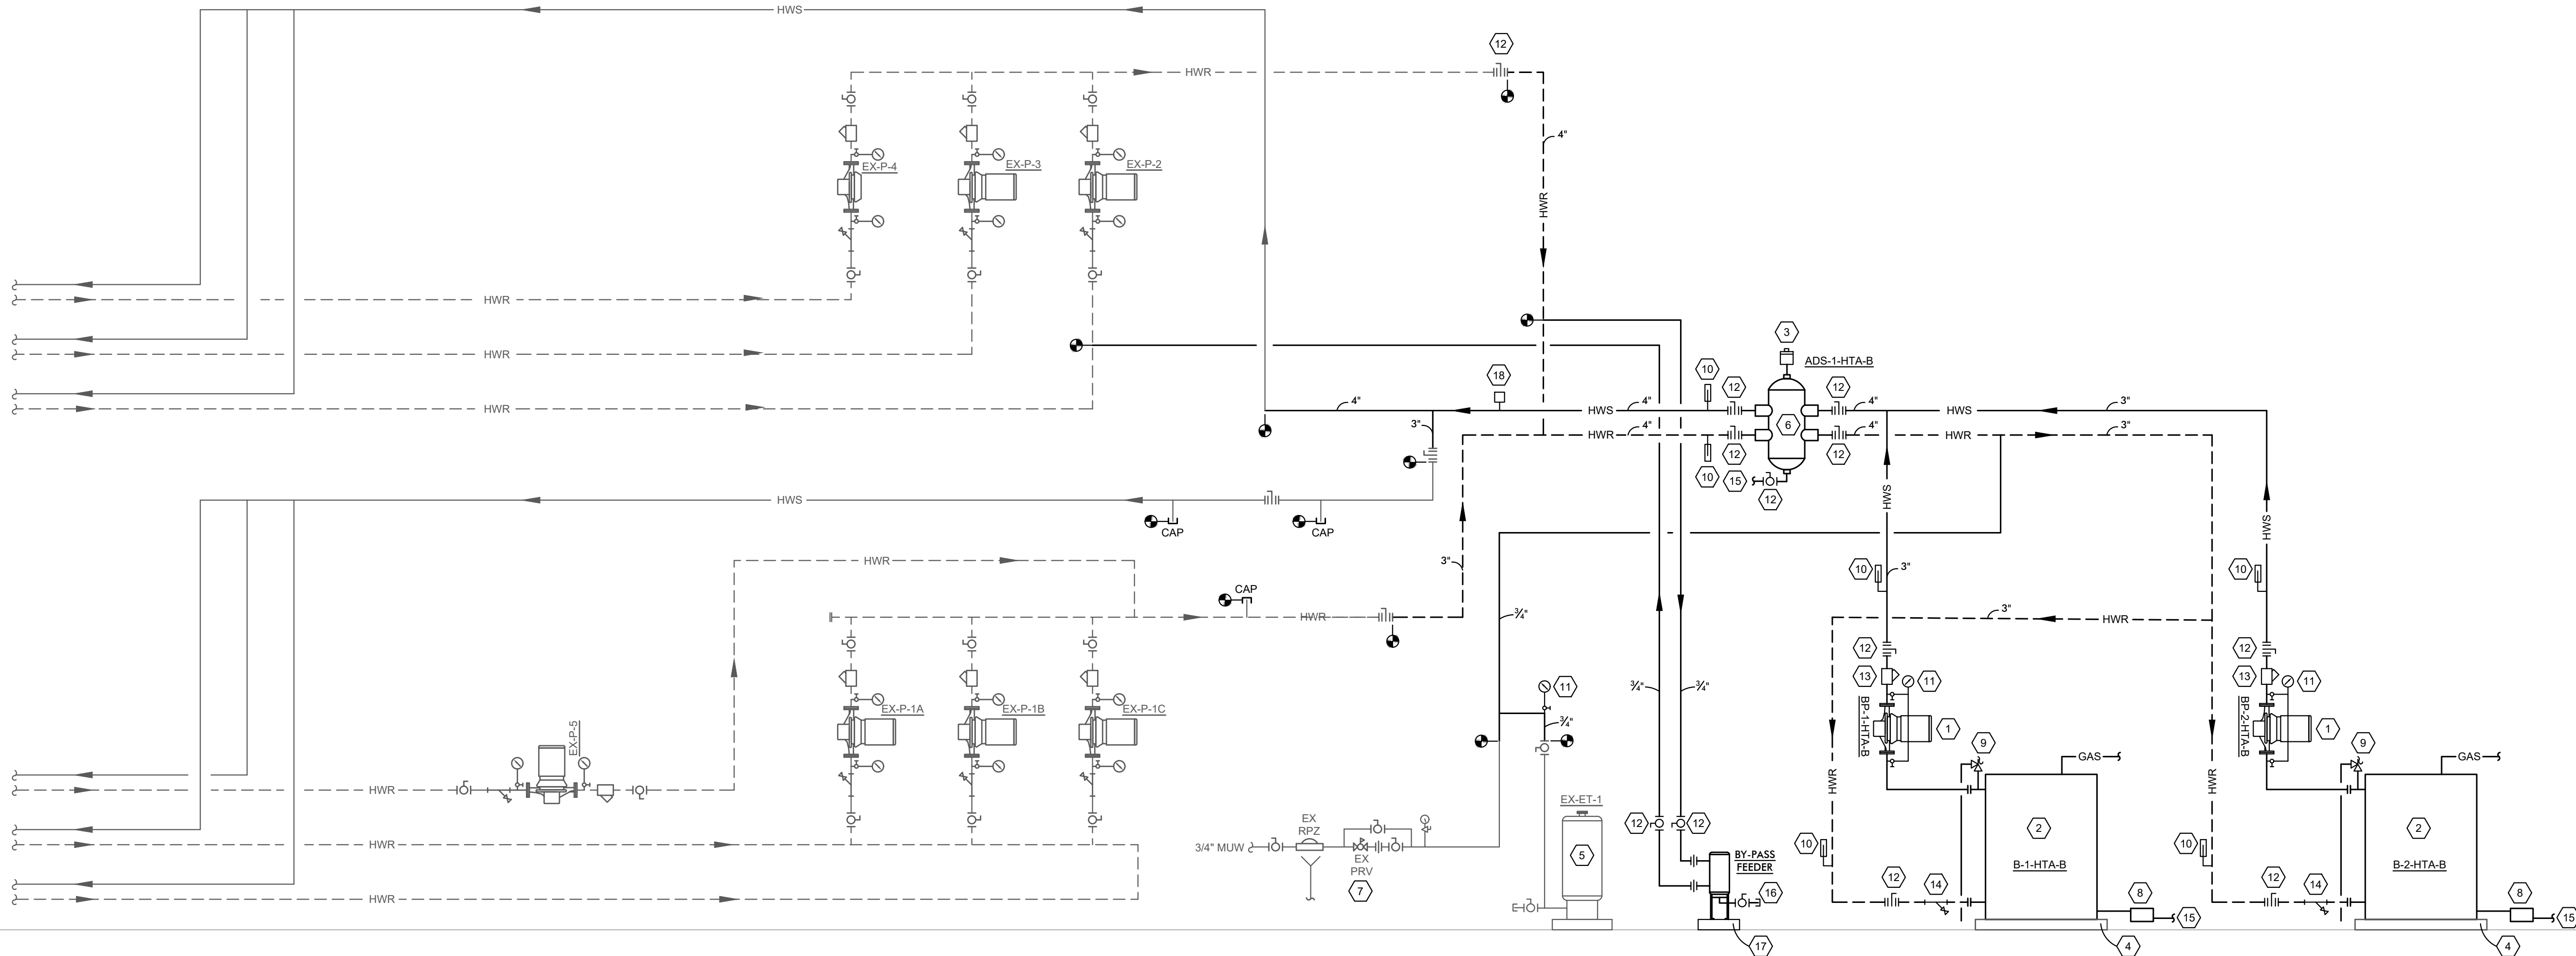 HWS
12
HWR
4"
EX-P-4
EX-P-3
EX-P-2
HWR
HWR
HWR
HWR
3
ADS-1-HTA-B
18
10
12
12
4"
HWS
4"
6
4"
HWS
3"
3"
HWR
4"
4"
HWR
3"
10
12
12
15
12
HWS
CAP
CAP
HWS
HWS
HWR
3"
10
3"
10
CAP
HWR
3/4"
3"
HWR
12
12
13
11
13
11
EX-P-1A
EX-P-1B
EX-P-1C
11
3/4"
3/4"
3/4"
BP-1-HTA-B
1
BP-2-HTA-B
1
EX-P-5
9
9
GAS
GAS
HWR
HWR
HWR
EX-ET-1
EX
RPZ
12
12
2
2
HWR
3/4" MUW
EX
PRV
7
5
BY-PASS
FEEDER
10
10
B-1-HTA-B
B-2-HTA-B
12
14
12
14
16
8
15
8
15
HWR
17
4
4